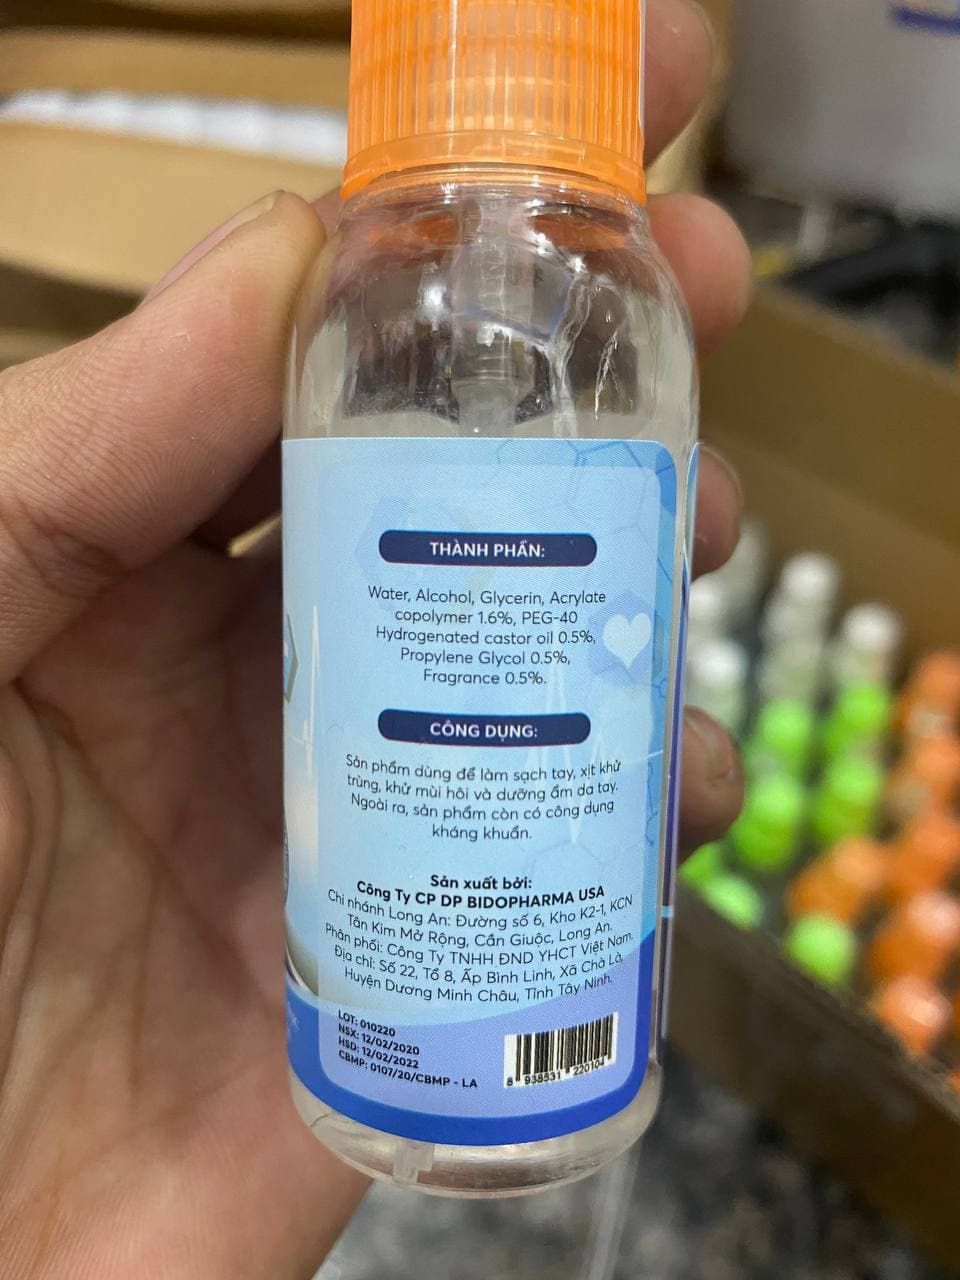 THÀNH PHẦN:
Water, Alcohol, Glycerin, Acrylate
copolymer 1.6%, PEG-40
Hydrogenated castor oil 0.5%,
Propylene Glycol 0.5%,
Fragrance 0.5%.
CÔNG DỤNG:
Sản phẩm dùng để làm sạch tay, xịt khử
trùng, khử mùi hôi và dưỡng ẩm da tay.
Ngoài ra, sản phẩm còn có công dụng
kháng khuẩn.
Sản xuất bởi:
Công Ty CP DP BIDOPHARMA USA
Chi nhánh Long An: Đường số 6, Kho K2-1, KCN
Tân Kim Mở Rộng, Cần Giuộc, Long An.
Phân phối: Công Ty TNHH ĐND YHCT Việt Nam.
Địa chỉ: Số 22, Tổ 8, Ấp Bình Linh, Xã Chà Là,
Huyện Dương Minh Châu, Tỉnh Tây Ninh.
LOT: 010220
NSX: 12/02/2020
HSD: 12/02/2022
CBMP: 0107/20/CBMP - LA
8 938531 220104